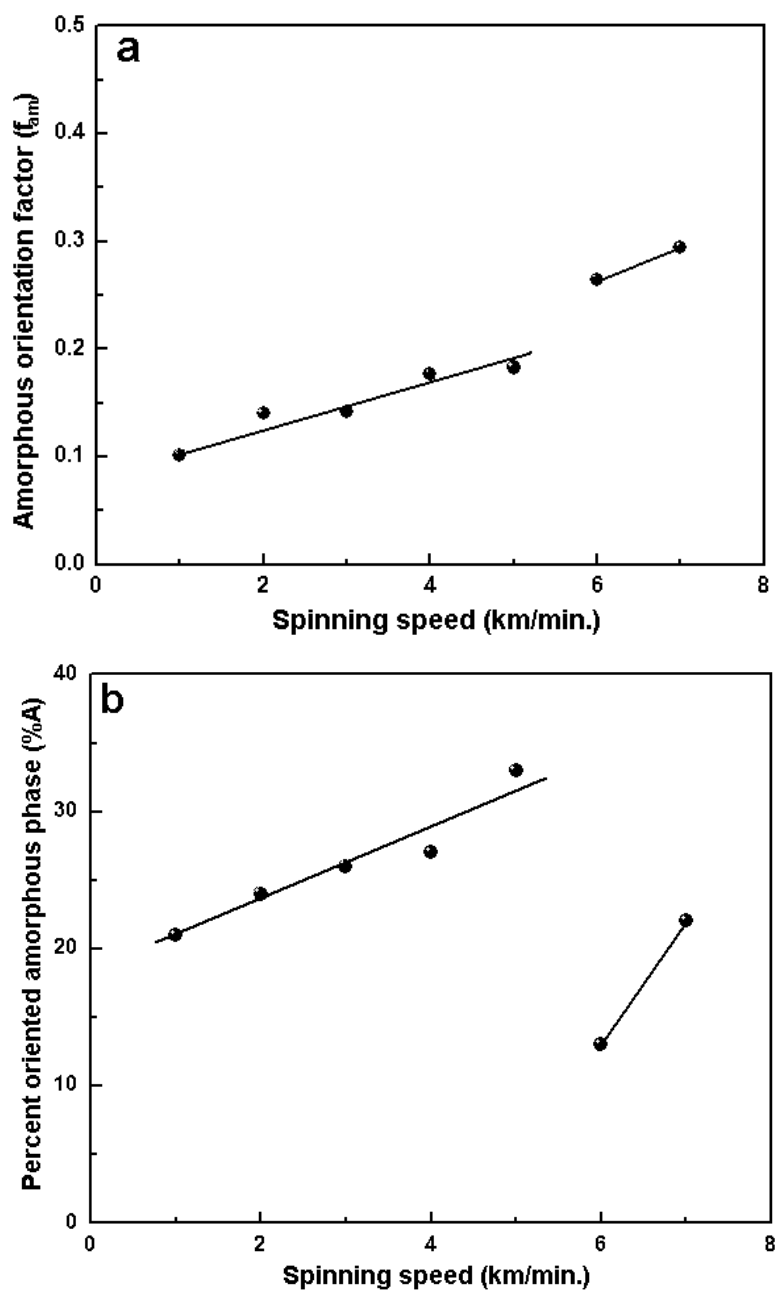 a
0.5
0.4
0.3
0.2
0.1
0.0
Amorphous orientation factor (fam)
0 2 4 6 8
Spinning speed (km/min.)
b
40
30
20
10
0
Percent oriented amorphous phase (%A)
0 2 4 6 8
Spinning speed (km/min.)